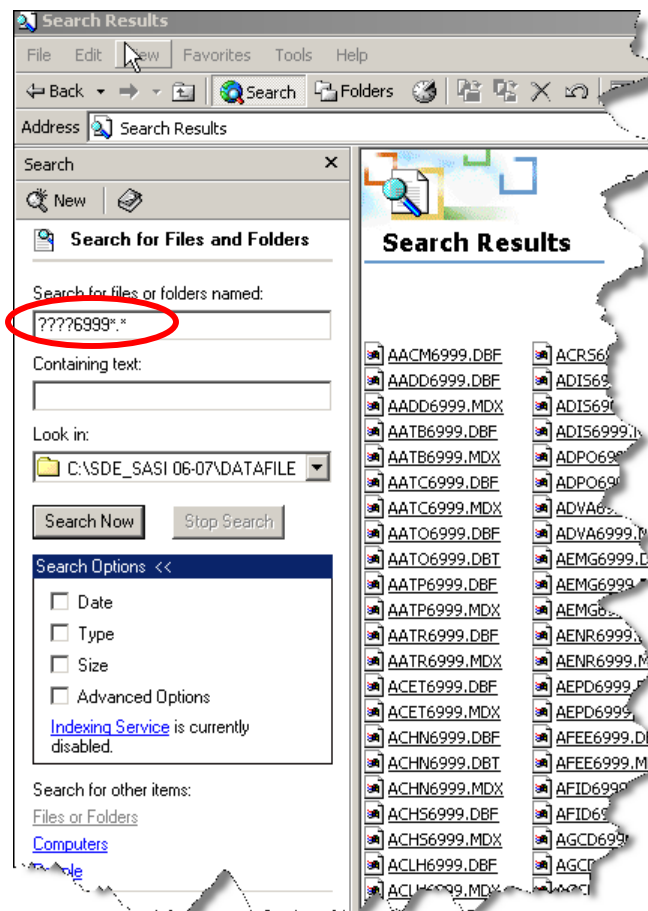 Search Results
File Edit View Favorites Tools Help
Back Search Folders
Address Search Results
Search
New
Search for Files and Folders
Search for files or folders named:
????6999*.*
Containing text:
Look in:
C:\SDE_SASI 06-07\DATAFILE
Search Now Stop Search
Search Options <<
Date
Type
Size
Advanced Options
Indexing Service is currently
disabled.
Search for other items:
Files or Folders
Computers
Search Results
AACM6999.DBF
AADD6999.DBF
AADD6999.MDX
AATB6999.DBF
AATB6999.MDX
AATC6999.DBF
AATC6999.MDX
AATO6999.DBF
AATO6999.DBT
AATP6999.DBF
AATP6999.MDX
AATR6999.DBF
AATR6999.MDX
ACET6999.DBF
ACET6999.MDX
ACHN6999.DBF
ACHN6999.DBT
ACHN6999.MDX
ACHS6999.DBF
ACHS6999.MDX
ACLH6999.DBF